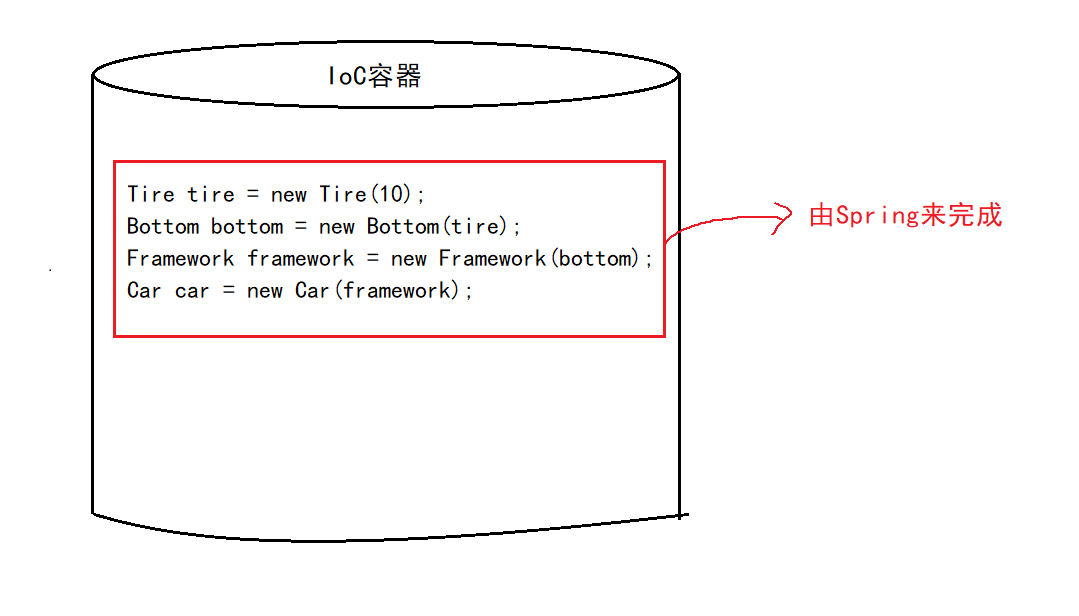 IoC容器
Tire tire = new Tire(10);
Bottom bottom = new Bottom(tire);
Framework framework = new Framework(bottom);
Car car = new Car(framework);
由Spring来完成